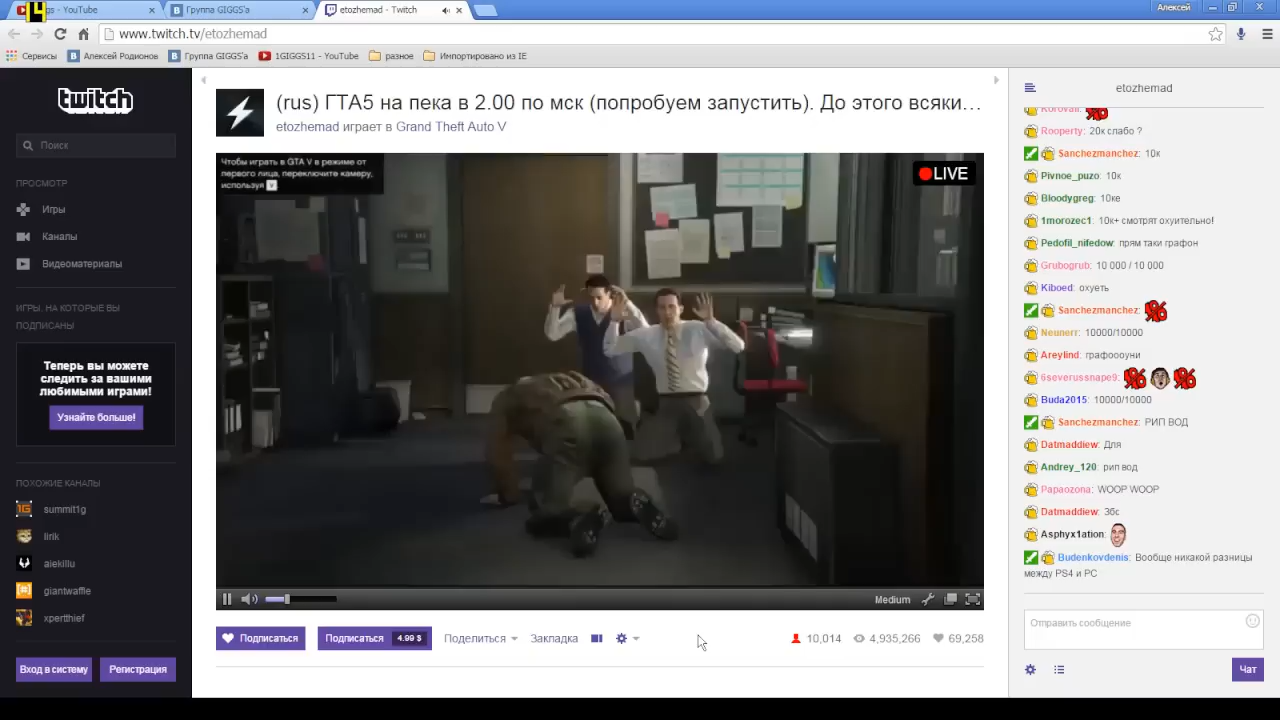 gs - YouTube
Группа GIGGS'a
etozhemad - Twitch
Алексей
www.twitch.tv/etozhemad
Сервисы
Алексей Родионов
Группа GIGGS'a
1GIGGS11 - YouTube
разное
Импортировано из IE
twitch
Поиск
ПРОСМОТР
Игры
Каналы
Видеоматериалы
ИГРЫ, НА КОТОРЫЕ ВЫ
ПОДПИСАНЫ
Теперь вы можете
следить за вашими
любимыми играми!
Узнайте больше!
ПОХОЖИЕ КАНАЛЫ
summit1g
lirik
aiekillu
giantwaffle
xpertthief
Вход в систему
Регистрация
(rus) ГТА5 на пека в 2.00 по мск (попробуем запустить). До этого всяки...
etozhemad играет в Grand Theft Auto V
Чтобы играть в GTA V в режиме от
первого лица, переключите камеру,
используя V
LIVE
Medium
Подписаться
Подписаться 4.99 $
Поделиться
Закладка
10,014
4,935,266
69,258
etozhemad
Korovaii:
Rooperty: 20к слабо ?
Sanchezmanchez: 10к
Pivnoe_puzo: 10к
Bloodygreg: 10ке
1morozec1: 10к+ смотрят охуительно!
Pedofil_nifedow: прям таки графон
Grubogrub: 10 000 / 10 000
Kiboed: охуеть
Sanchezmanchez:
Neunerr: 10000/10000
Areylind: графоооуни
6severussnape9:
Buda2015: 10000/10000
Sanchezmanchez: РИП ВОД
Datmaddiew: Для
Andrey_120: рип вод
Papaozona: WOOP WOOP
Datmaddiew: 3бс
Asphyx1ation:
Budenkovdenis: Вообще никакой разницы
между PS4 и PC
Отправить сообщение
Чат